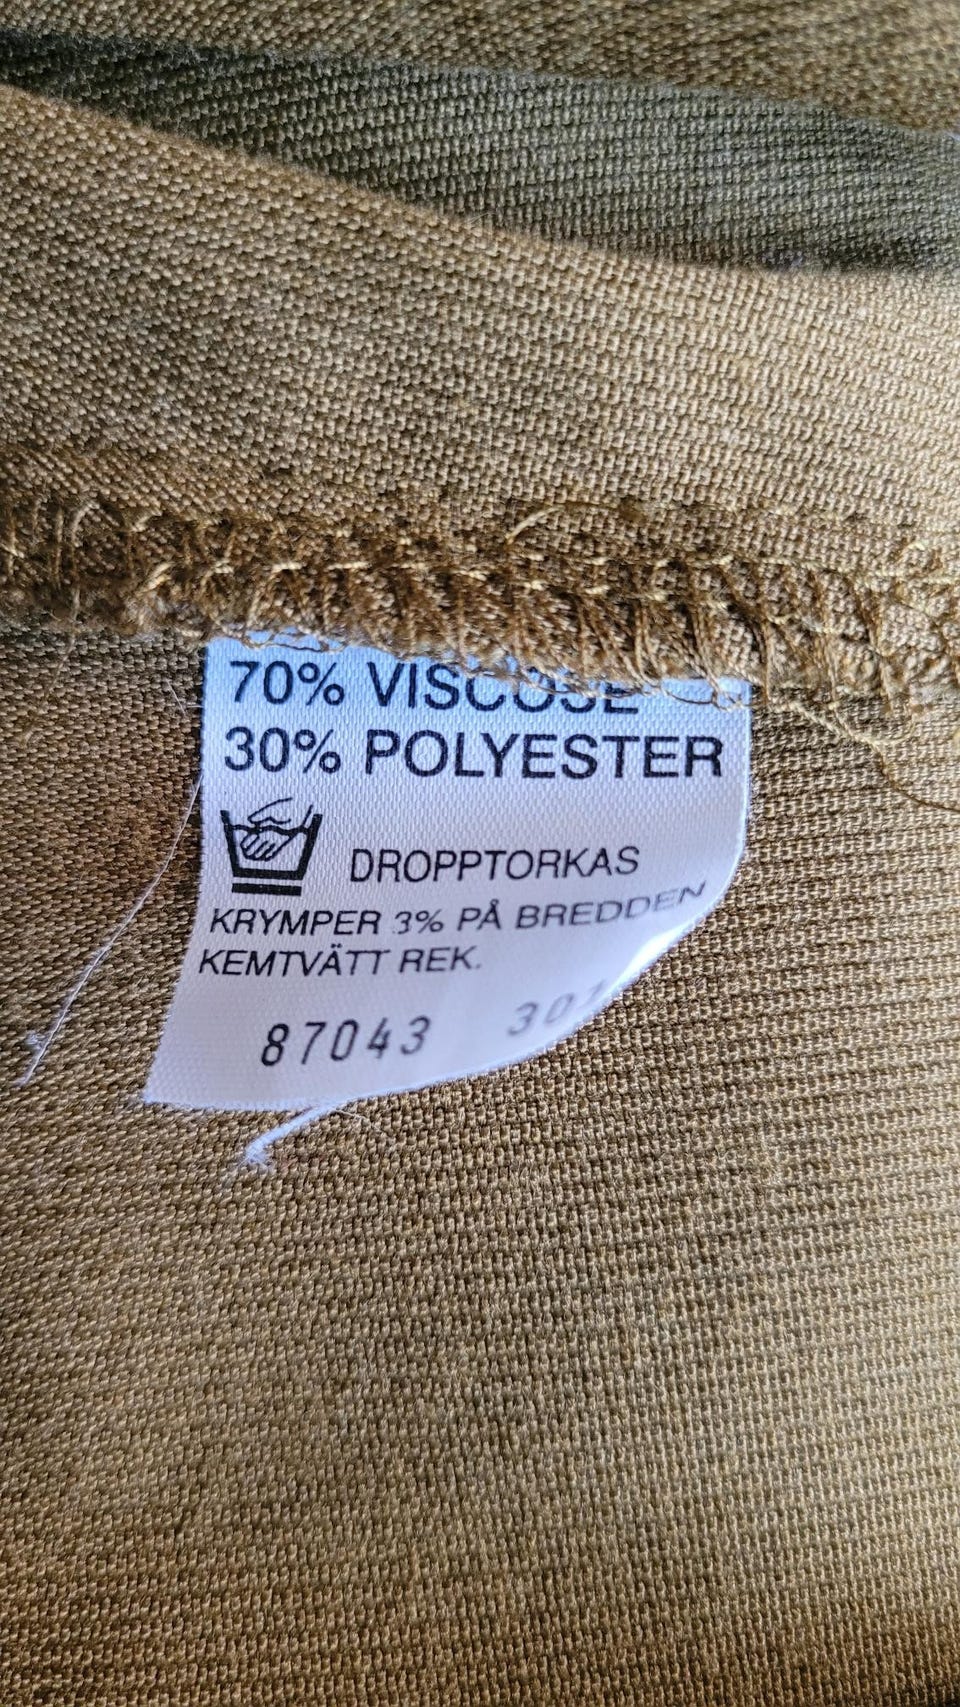 70% VISCOSE
30% POLYESTER
DROPPTORKAS
KRYMPER 3% PÅ BREDDEN
KEMTVÄTT REK.
87043